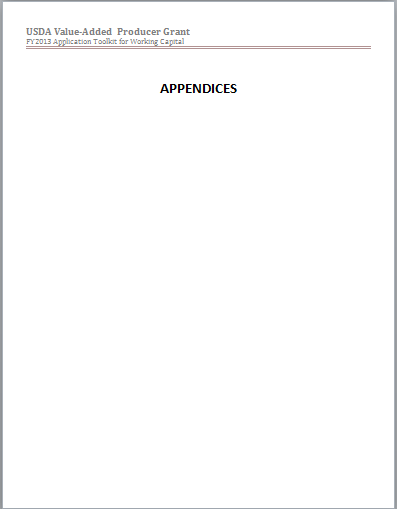 USDA Value-Added  Producer Grant
FY2013 Application Toolkit for Working Capital
APPENDICES